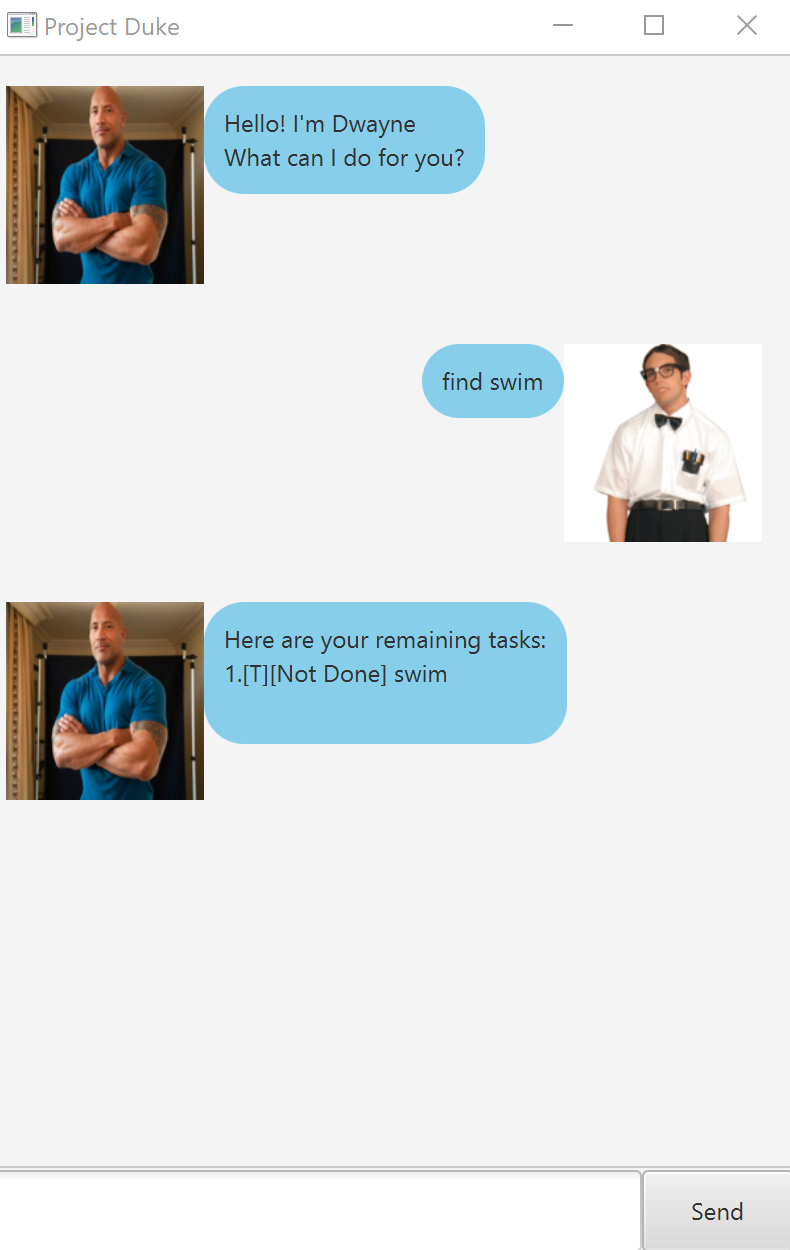 Project Duke
Hello! I'm Dwayne
What can I do for you?
find swim
Here are your remaining tasks:
1.[T][Not Done] swim
Send